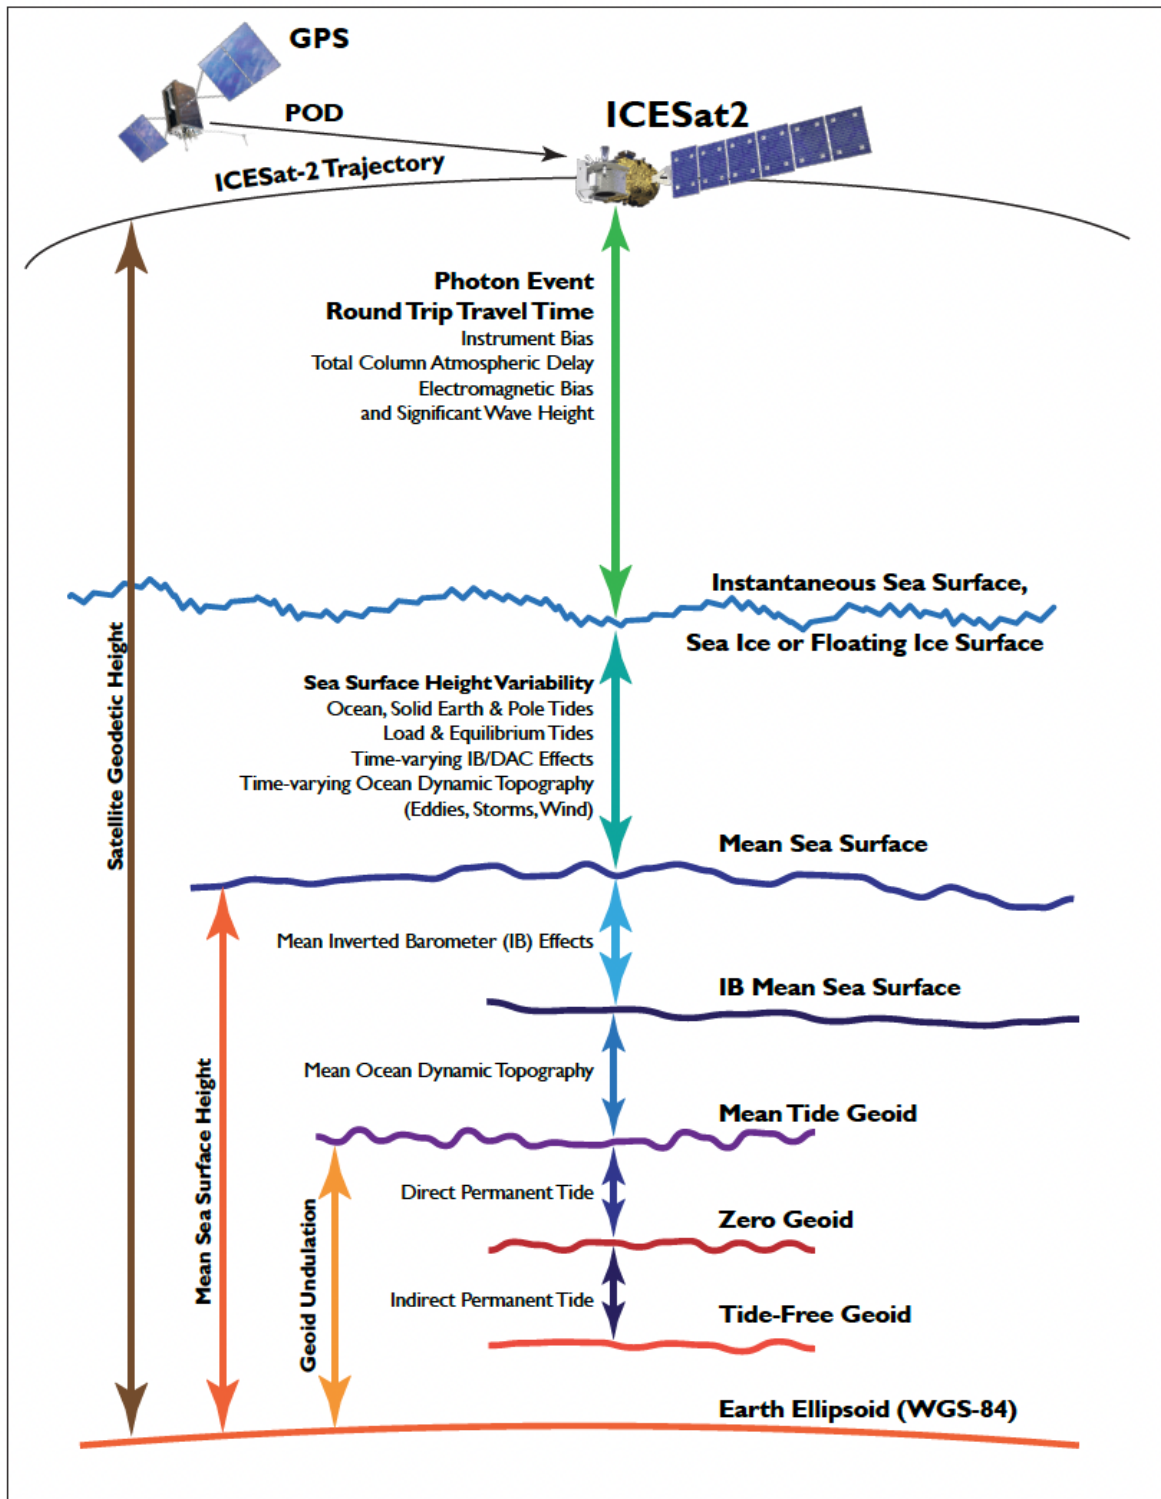 GPS
POD
ICESat2
ICESat-2 Trajectory
Photon Event
Round Trip Travel Time
Instrument Bias
Total Column Atmospheric Delay
Electromagnetic Bias
and Significant Wave Height
Instantaneous Sea Surface,
Sea Ice or Floating Ice Surface
Satellite Geodetic Height
Sea Surface Height Variability
Ocean, Solid Earth & Pole Tides
Load & Equilibrium Tides
Time-varying IB/DAC Effects
Time-varying Ocean Dynamic Topography
(Eddies, Storms, Wind)
Mean Sea Surface
Mean Inverted Barometer (IB) Effects
IB Mean Sea Surface
Mean Sea Surface Height
Mean Ocean Dynamic Topography
Mean Tide Geoid
Geoid Undulation
Direct Permanent Tide
Zero Geoid
Indirect Permanent Tide
Tide-Free Geoid
Earth Ellipsoid (WGS-84)